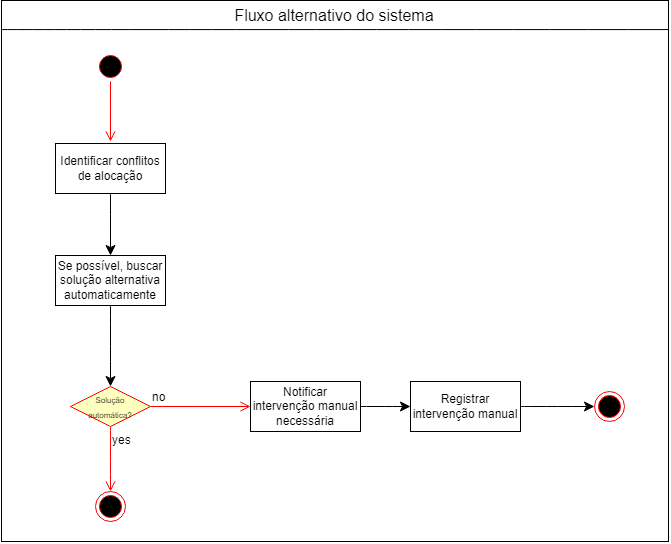 Fluxo alternativo do sistema
Identificar conflitos
de alocação
Se possível, buscar
solução alternativa
automaticamente
Solução
automática?
no
yes
Notificar
intervenção manual
necessária
Registrar
intervenção manual